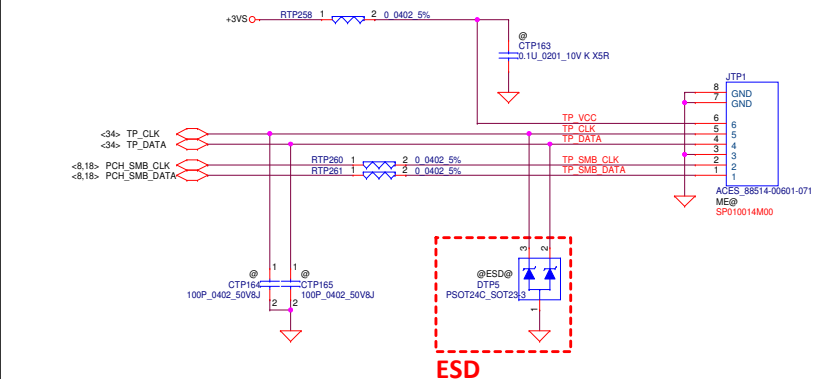 +3VS RTP258 1 2 0_0402_5%
@
CTP163
0.1U_0201_10V K X5R
JTP1
8 GND
7 GND
TP_VCC 6 6
<34> TP_CLK TP_CLK 5 5
<34> TP_DATA TP_DATA 4 4
3 3
<8,18> PCH_SMB_CLK RTP260 1 2 0_0402_5% TP_SMB_CLK 2 2
<8,18> PCH_SMB_DATA RTP261 1 2 0_0402_5% TP_SMB_DATA 1 1
ACES_88514-00601-071
ME@
SP010014M00
3 2
1 1
@ @ @ESD@
CTP164 CTP165 DTP5
100P_0402_50V8J 100P_0402_50V8J PSOT24C_SOT23-3
2 2 1
ESD